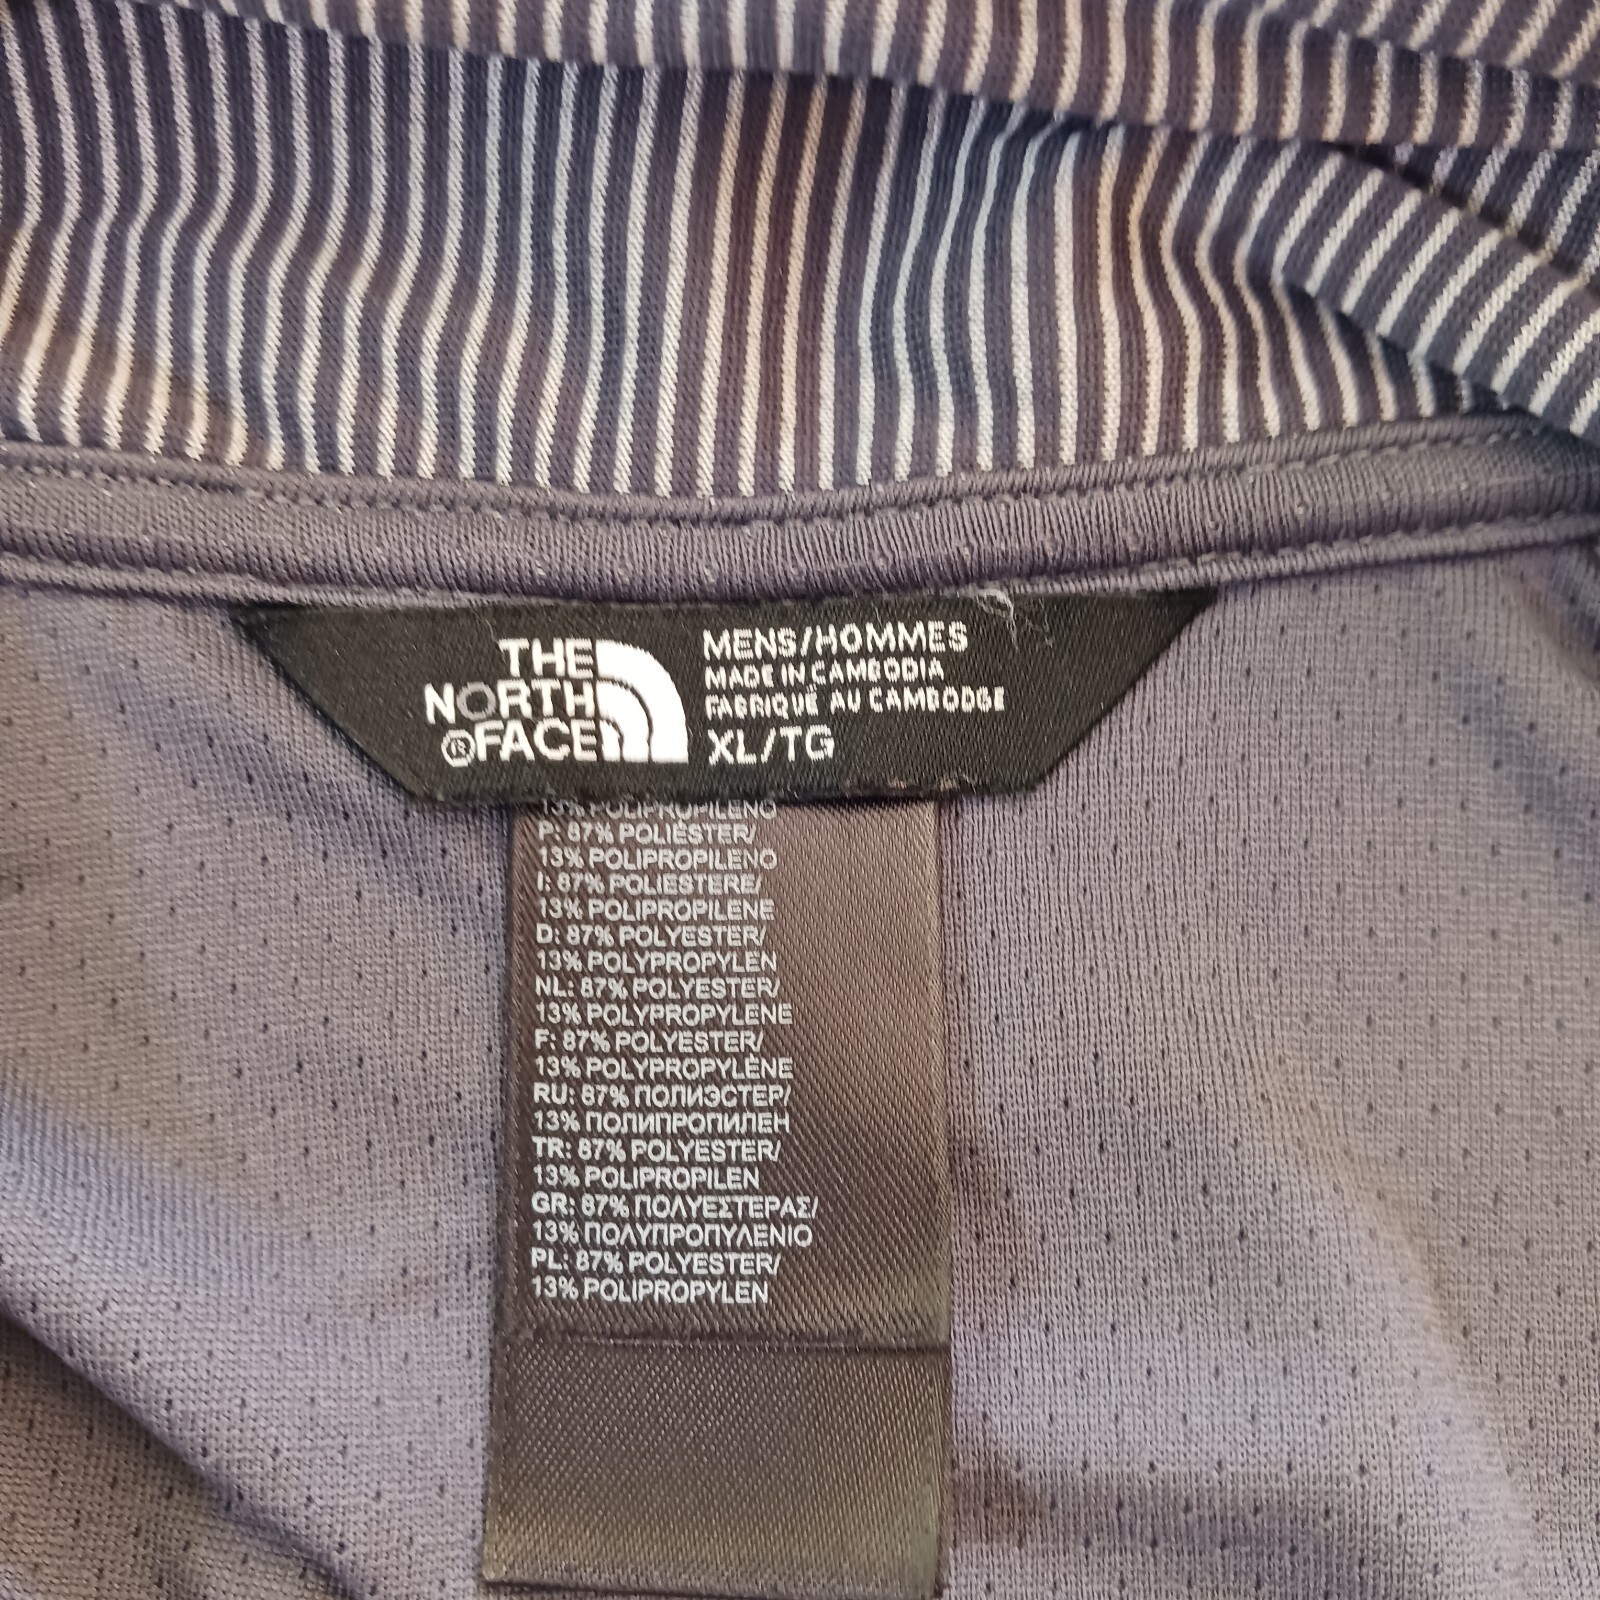 THE
NORTH
®FACE
MENS/HOMMES
MADE IN CAMBODIA
FABRIQUÉ AU CAMBODGE
XL/TG
13% POLIPROPILENO
P: 87% POLIÉSTER/
13% POLIPROPILENO
I: 87% POLIESTERE/
13% POLIPROPILENE
D: 87% POLYESTER/
13% POLYPROPYLEN
NL: 87% POLYESTER/
13% POLYPROPYLENE
F: 87% POLYESTER/
13% POLYPROPYLÈNE
RU: 87% ПОЛИЭСТЕР/
13% ПОЛИПРОПИЛЕН
TR: 87% POLYESTER/
13% POLIPROPILEN
GR: 87% ΠΟΛΥΕΣΤΕΡΑΣ/
13% ΠΟΛΥΠΡΟΠΥΛΕΝΙΟ
PL: 87% POLYESTER/
13% POLIPROPYLEN